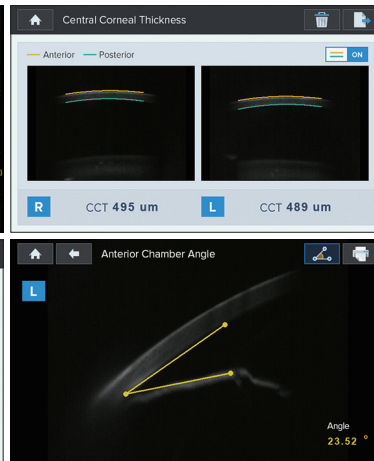 Central Corneal Thickness
Anterior Posterior
ON
R CCT 495 um
L CCT 489 um
Anterior Chamber Angle
L
Angle
23.52 °